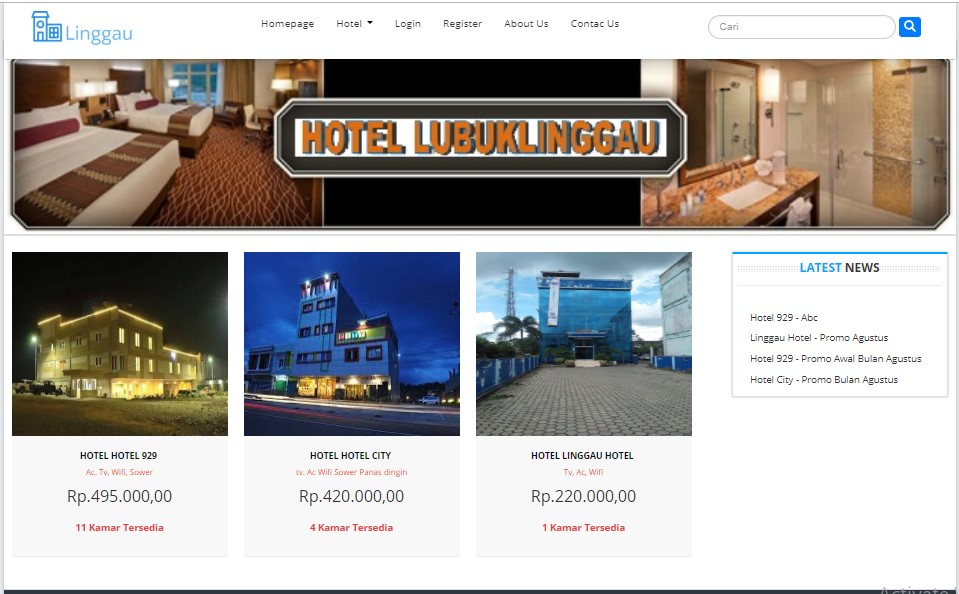 Linggau
Homepage Hotel Login Register About Us Contac Us
Cari
HOTEL LUBUKLINGGAU
CITY
HOTEL HOTEL 929
Ac. Tv, Wifi, Sower
Rp.495.000,00
11 Kamar Tersedia
HOTEL HOTEL CITY
tv. Ac Wifi Sower Panas dingin
Rp.420.000,00
4 Kamar Tersedia
HOTEL LINGGAU HOTEL
Tv, Ac, Wifi
Rp.220.000,00
1 Kamar Tersedia
LATEST NEWS
Hotel 929 - Abc
Linggau Hotel - Promo Agustus
Hotel 929 - Promo Awal Bulan Agustus
Hotel City - Promo Bulan Agustus
Activate